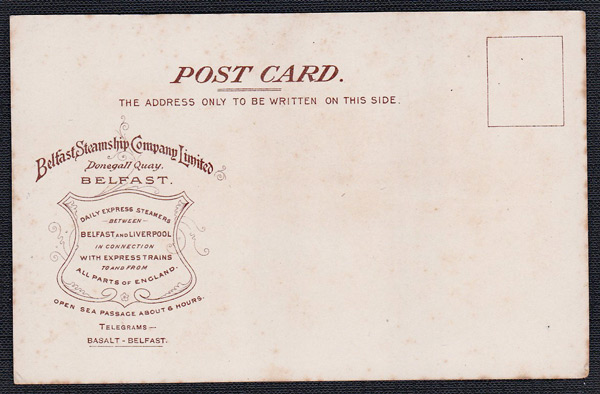 POST CARD.
THE ADDRESS ONLY TO BE WRITTEN ON THIS SIDE.
Belfast Steamship Company Limited
Donegall Quay.
BELFAST.
DAILY EXPRESS STEAMERS
- BETWEEN -
BELFAST AND LIVERPOOL
IN CONNECTION
WITH EXPRESS TRAINS
TO AND FROM
ALL PARTS OF ENGLAND.
OPEN SEA PASSAGE ABOUT 6 HOURS.
TELEGRAMS—
BASALT - BELFAST.